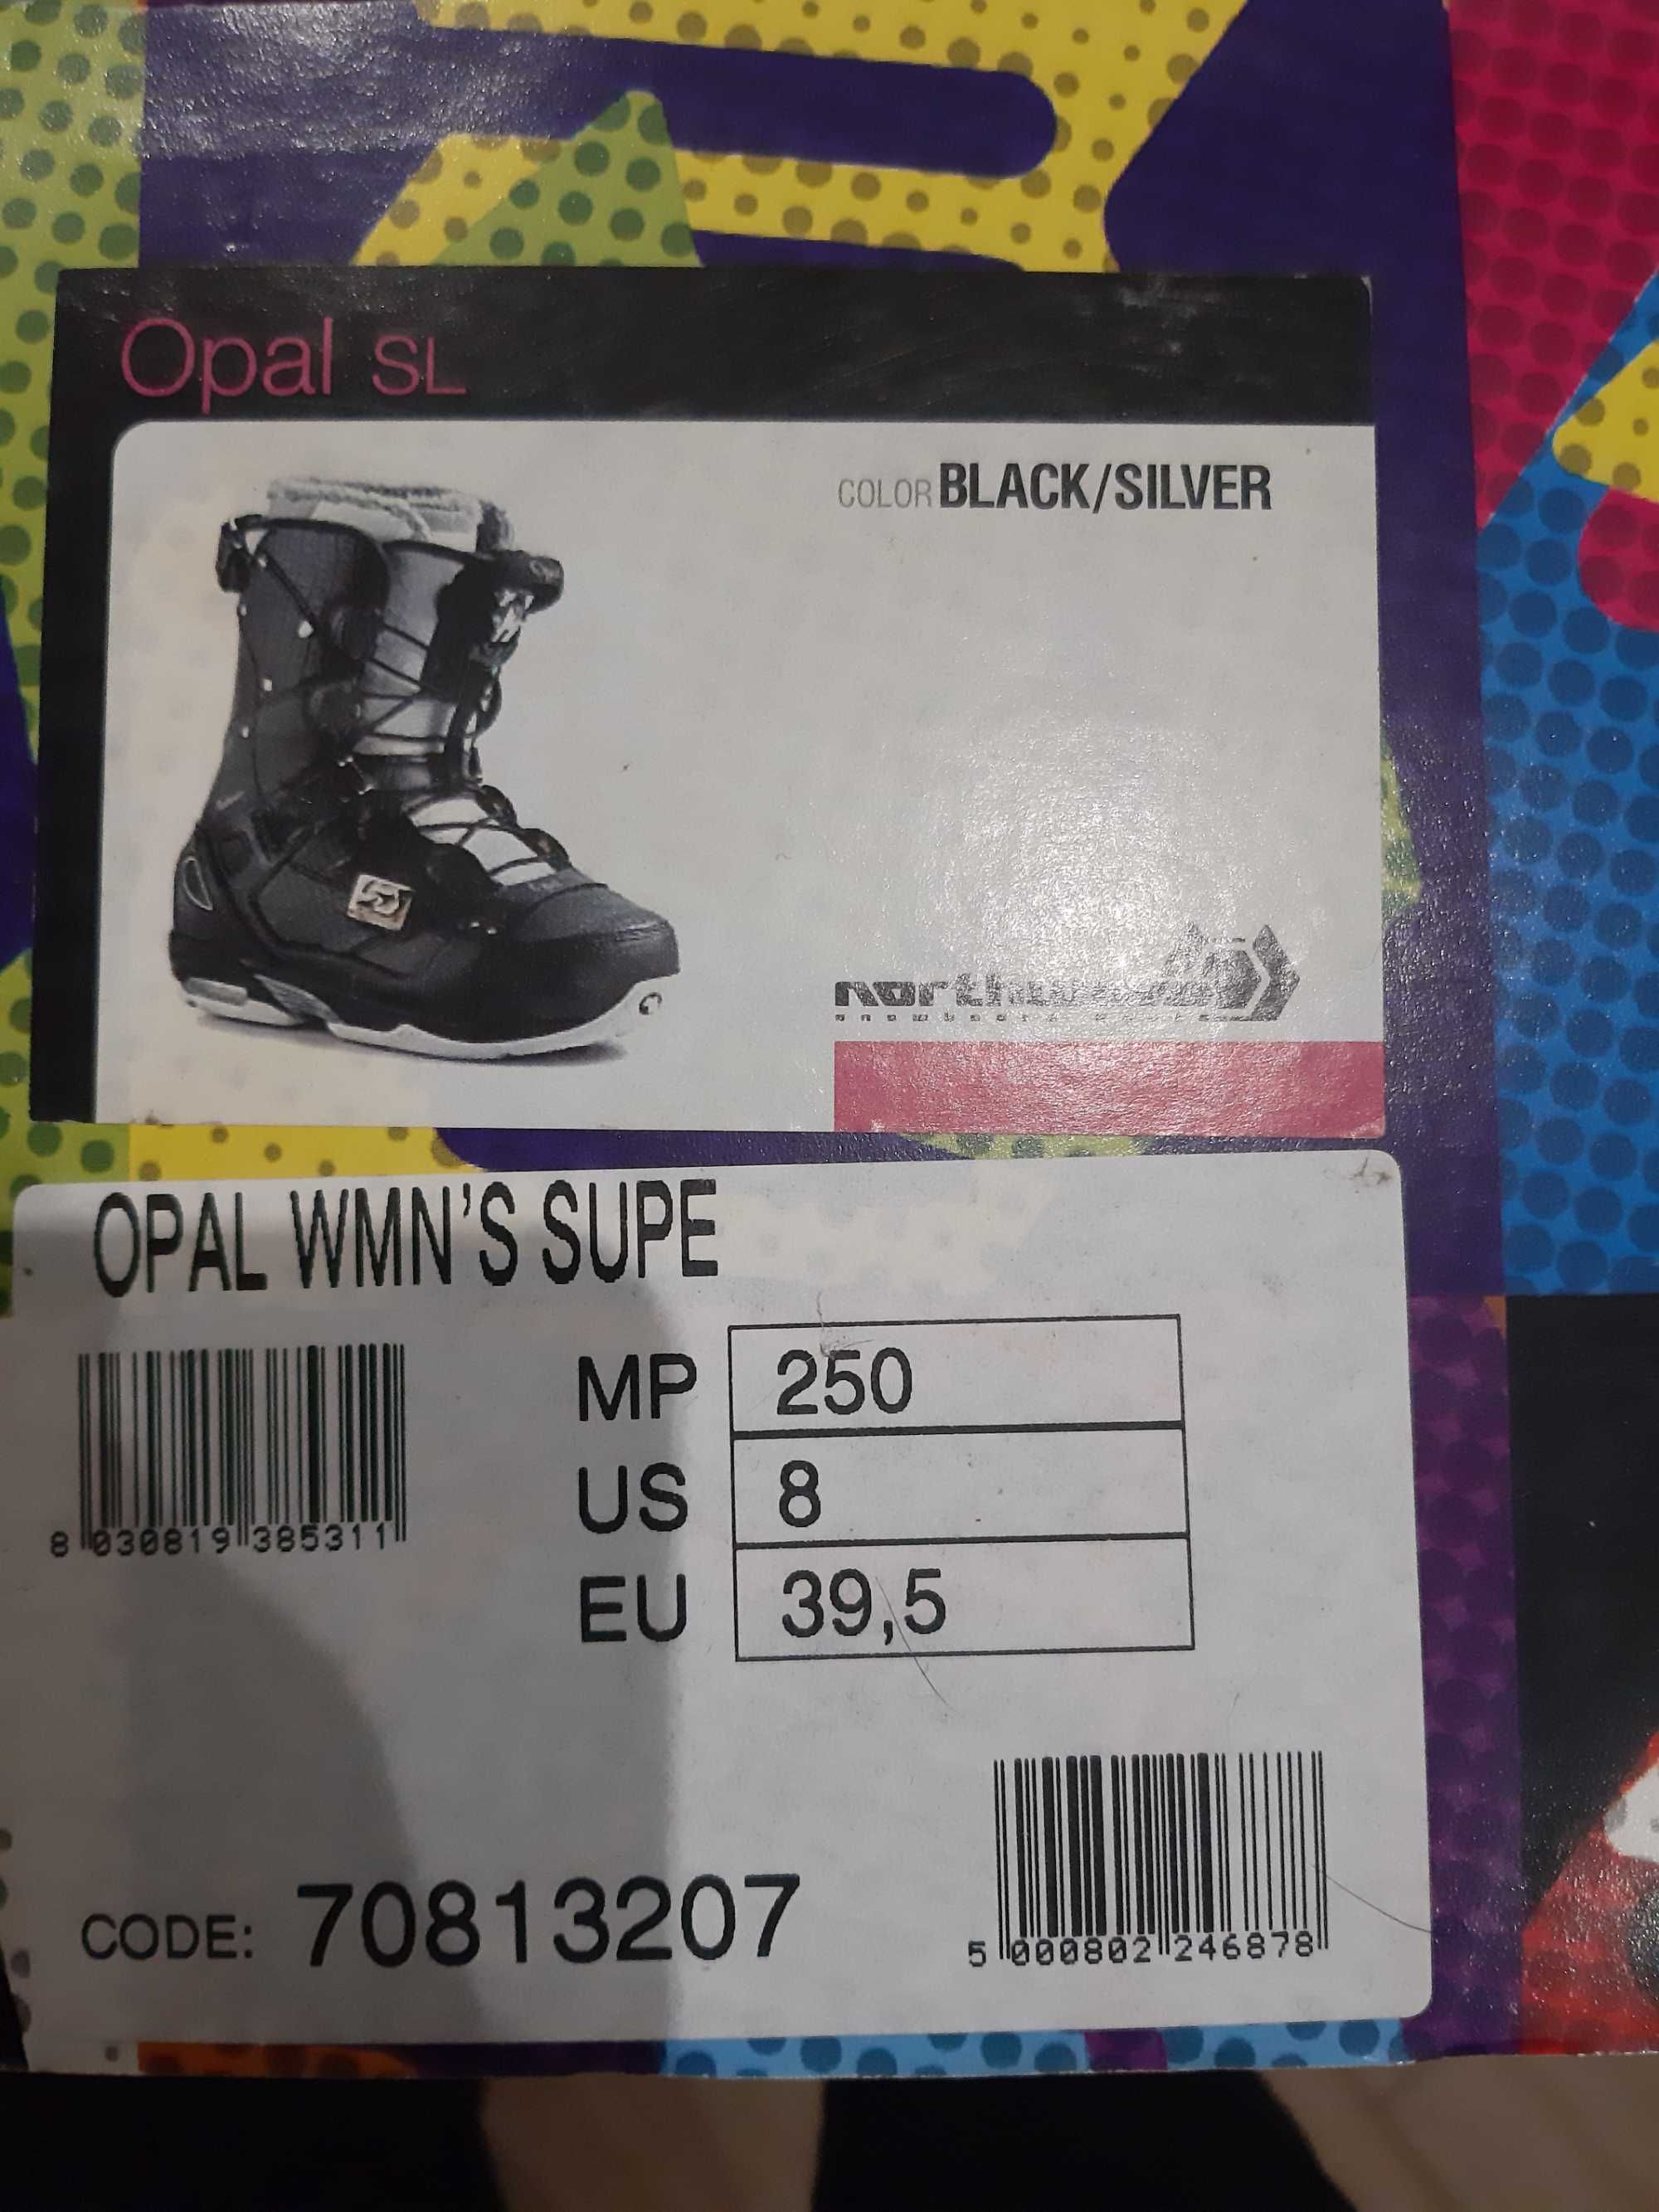 Opal SL
COLOR BLACK/SILVER
OPAL WMN'S SUPE
MP 250
US 8
EU 39,5
8 030819 385311
CODE: 70813207
5 000802 246878